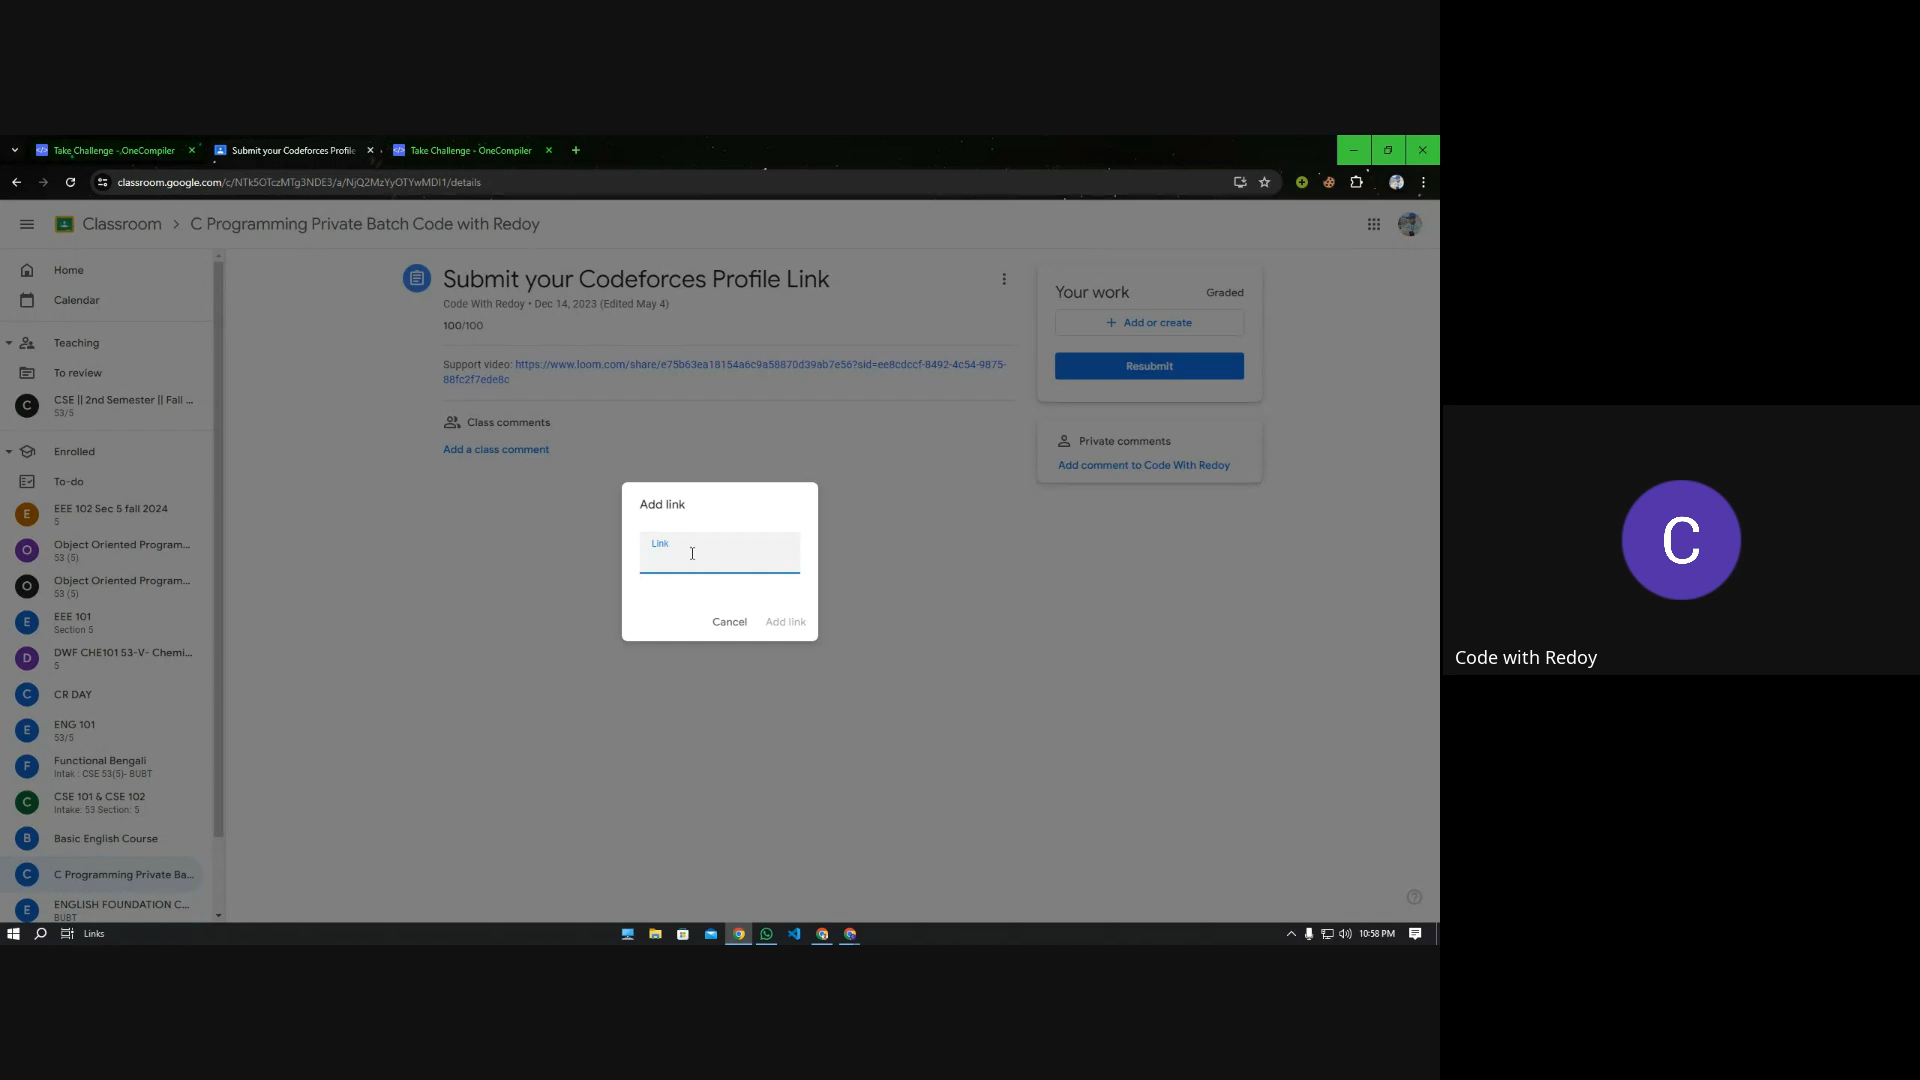 Take Challenge - OneCompiler
Submit your Codeforces Profile
Take Challenge - OneCompiler
classroom.google.com/c/NTk5OTczMTg3NDE3/a/NjQ2MzYyOTYwMDI1/details
Classroom > C Programming Private Batch Code with Redoy
Home
Calendar
Teaching
To review
C
CSE || 2nd Semester || Fall ...
53/5
Enrolled
To-do
E
EEE 102 Sec 5 fall 2024
5
O
Object Oriented Program...
53 (5)
O
Object Oriented Program...
53 (5)
E
EEE 101
Section 5
D
DWF CHE101 53-V- Chemi...
5
C
CR DAY
E
ENG 101
53/5
F
Functional Bengali
Intak : CSE 53(5)- BUBT
C
CSE 101 & CSE 102
Intake: 53 Section: 5
B
Basic English Course
C
C Programming Private Ba...
E
ENGLISH FOUNDATION C...
BUBT
Submit your Codeforces Profile Link
Code With Redoy • Dec 14, 2023 (Edited May 4)
100/100
Support video: https://www.loom.com/share/e75b63ea18154a6c9a58870d39ab7e56?sid=ee8cdccf-8492-4c54-9875-
88fc2f7ede8c
Class comments
Add a class comment
Your work
Graded
+ Add or create
Resubmit
Private comments
Add comment to Code With Redoy
Add link
Link
Cancel
Add link
Links
10:58 PM
C
Code with Redoy